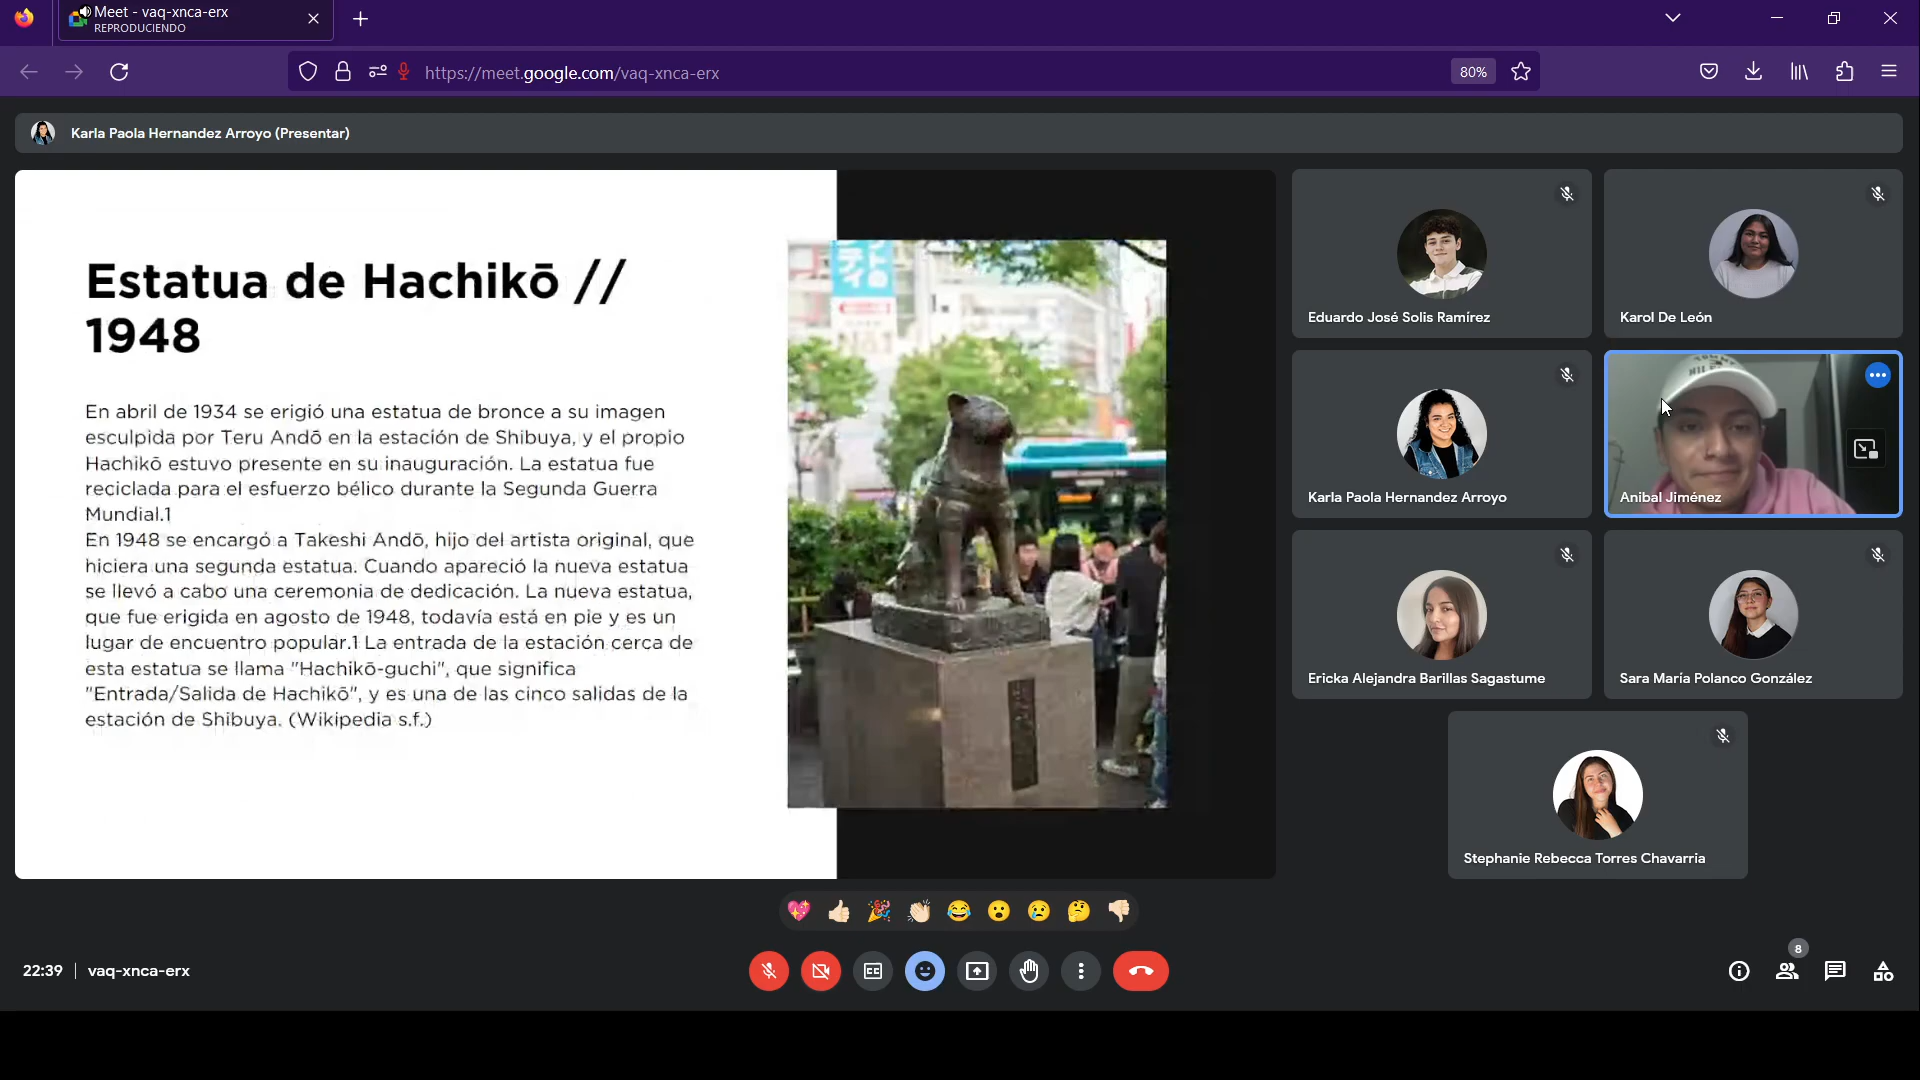 Meet - vaq-xnca-erx
REPRODUCIENDO
https://meet.google.com/vaq-xnca-erx
80%
Karla Paola Hernandez Arroyo (Presentar)
Estatua de Hachikō //
1948
En abril de 1934 se erigió una estatua de bronce a su imagen
esculpida por Teru Andō en la estación de Shibuya, y el propio
Hachikō estuvo presente en su inauguración. La estatua fue
reciclada para el esfuerzo bélico durante la Segunda Guerra
Mundial.1
En 1948 se encargó a Takeshi Andō, hijo del artista original, que
hiciera una segunda estatua. Cuando apareció la nueva estatua
se llevó a cabo una ceremonia de dedicación. La nueva estatua,
que fue erigida en agosto de 1948, todavía está en pie y es un
lugar de encuentro popular.1 La entrada de la estación cerca de
esta estatua se llama "Hachikō-guchi", que significa
"Entrada/Salida de Hachikō", y es una de las cinco salidas de la
estación de Shibuya. (Wikipedia s.f.)
Eduardo José Solis Ramírez
Karol De León
Karla Paola Hernandez Arroyo
Anibal Jiménez
Ericka Alejandra Barillas Sagastume
Sara María Polanco González
Stephanie Rebecca Torres Chavarria
22:39 | vaq-xnca-erx
8